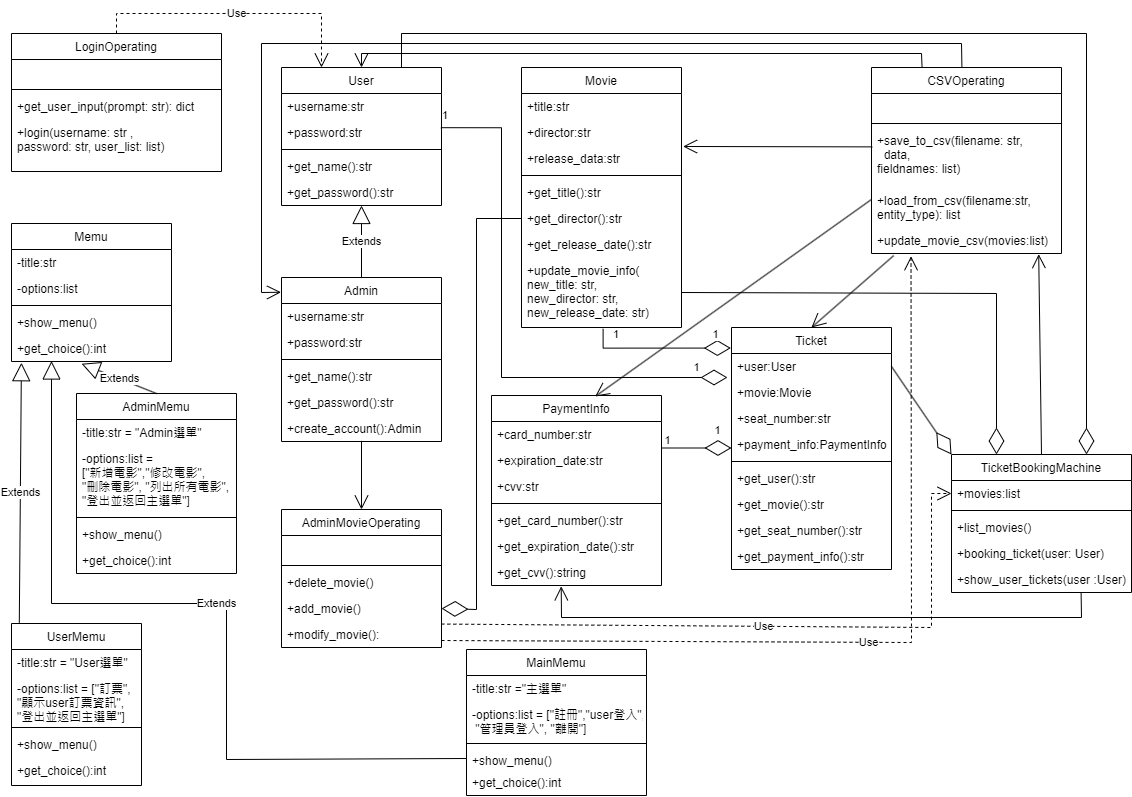 Use
LoginOperating
+get_user_input(prompt: str): dict
+login(username: str ,
password: str, user_list: list)
User
+username:str
+password:str
+get_name():str
+get_password():str
1
Movie
+title:str
+director:str
+release_data:str
+get_title():str
+get_director():str
+get_release_date():str
+update_movie_info(
new_title: str,
new_director: str,
new_release_date: str)
CSVOperating
+save_to_csv(filename: str,
data,
fieldnames: list)
+load_from_csv(filename:str,
entity_type): list
+update_movie_csv(movies:list)
Memu
-title:str
-options:list
+show_menu()
+get_choice():int
Extends
Admin
+username:str
+password:str
+get_name():str
+get_password():str
+create_account():Admin
1
1
1
Ticket
+user:User
+movie:Movie
+seat_number:str
+payment_info:PaymentInfo
+get_user():str
+get_movie():str
+get_seat_number():str
+get_payment_info():str
Extends
AdminMemu
-title:str = "Admin選單"
-options:list =
["新增電影","修改電影",
"刪除電影", "列出所有電影",
"登出並返回主選單"]
+show_menu()
+get_choice():int
PaymentInfo
+card_number:str
+expiration_date:str
+cvv:str
+get_card_number():str
+get_expiration_date():str
+get_cvv():string
1
1
TicketBookingMachine
+movies:list
+list_movies()
+booking_ticket(user: User)
+show_user_tickets(user :User)
Extends
AdminMovieOperating
+delete_movie()
+add_movie()
+modify_movie():
Extends
Use
Use
UserMemu
-title:str = "User選單"
-options:list = ["訂票",
"顯示user訂票資訊",
"登出並返回主選單"]
+show_menu()
+get_choice():int
MainMemu
-title:str ="主選單"
-options:list = ["註冊","user登入"
"管理員登入", "離開"]
+show_menu()
+get_choice():int